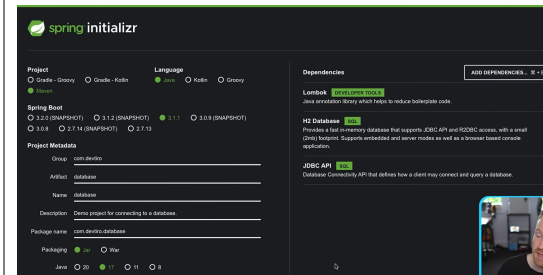 spring initializr
Project
Gradle - Groovy Gradle - Kotlin
Maven
Language
Java Kotlin Groovy
Spring Boot
3.2.0 (SNAPSHOT) 3.1.2 (SNAPSHOT) 3.1.1 3.0.9 (SNAPSHOT)
3.0.8 2.7.14 (SNAPSHOT) 2.7.13
Project Metadata
Group com.devtiro
Artifact database
Name database
Description Demo project for connecting to a database.
Package name com.devtiro.database
Packaging Jar War
Java 20 17 11 8
Dependencies
ADD DEPENDENCIES... ⌘ +
Lombok DEVELOPER TOOLS
Java annotation library which helps to reduce boilerplate code.
H2 Database SQL
Provides a fast in-memory database that supports JDBC API and R2DBC access, with a small
(2mb) footprint. Supports embedded and server modes as well as a browser based console
application.
JDBC API SQL
Database Connectivity API that defines how a client may connect and query a database.